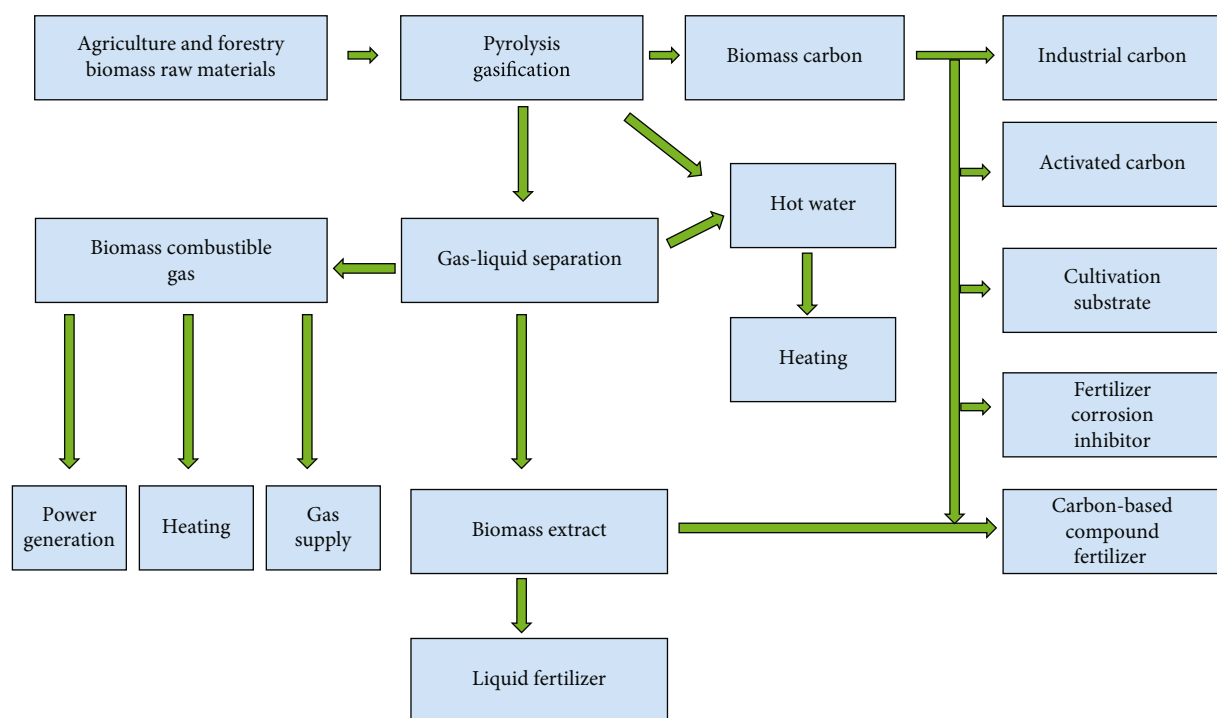 Agriculture and forestry
biomass raw materials
Pyrolysis
gasification
Biomass carbon
Industrial carbon
Activated carbon
Hot water
Biomass combustible
gas
Gas-liquid separation
Cultivation
substrate
Heating
Fertilizer
corrosion
inhibitor
Power
generation
Heating
Gas
supply
Biomass extract
Carbon-based
compound
fertilizer
Liquid fertilizer